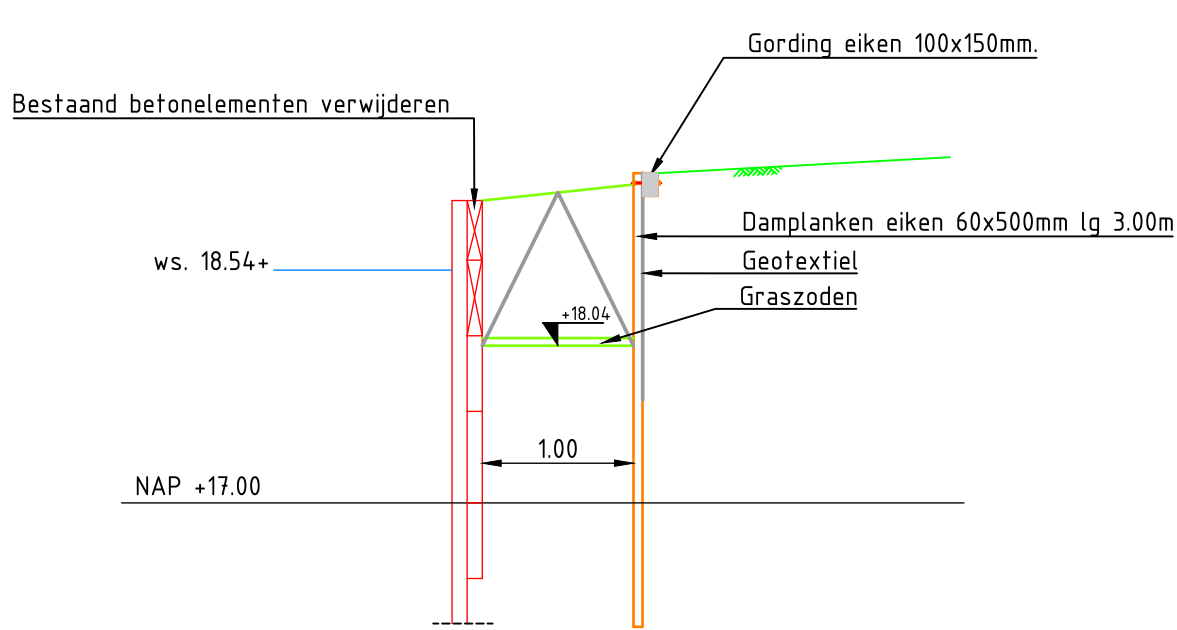 Gording eiken 100x150mm.
Bestaand betonelementen verwijderen
Damplanken eiken 60x500mm lg 3.00m
ws. 18.54+
Geotextiel
Graszoden
+18.04
1.00
NAP +17.00